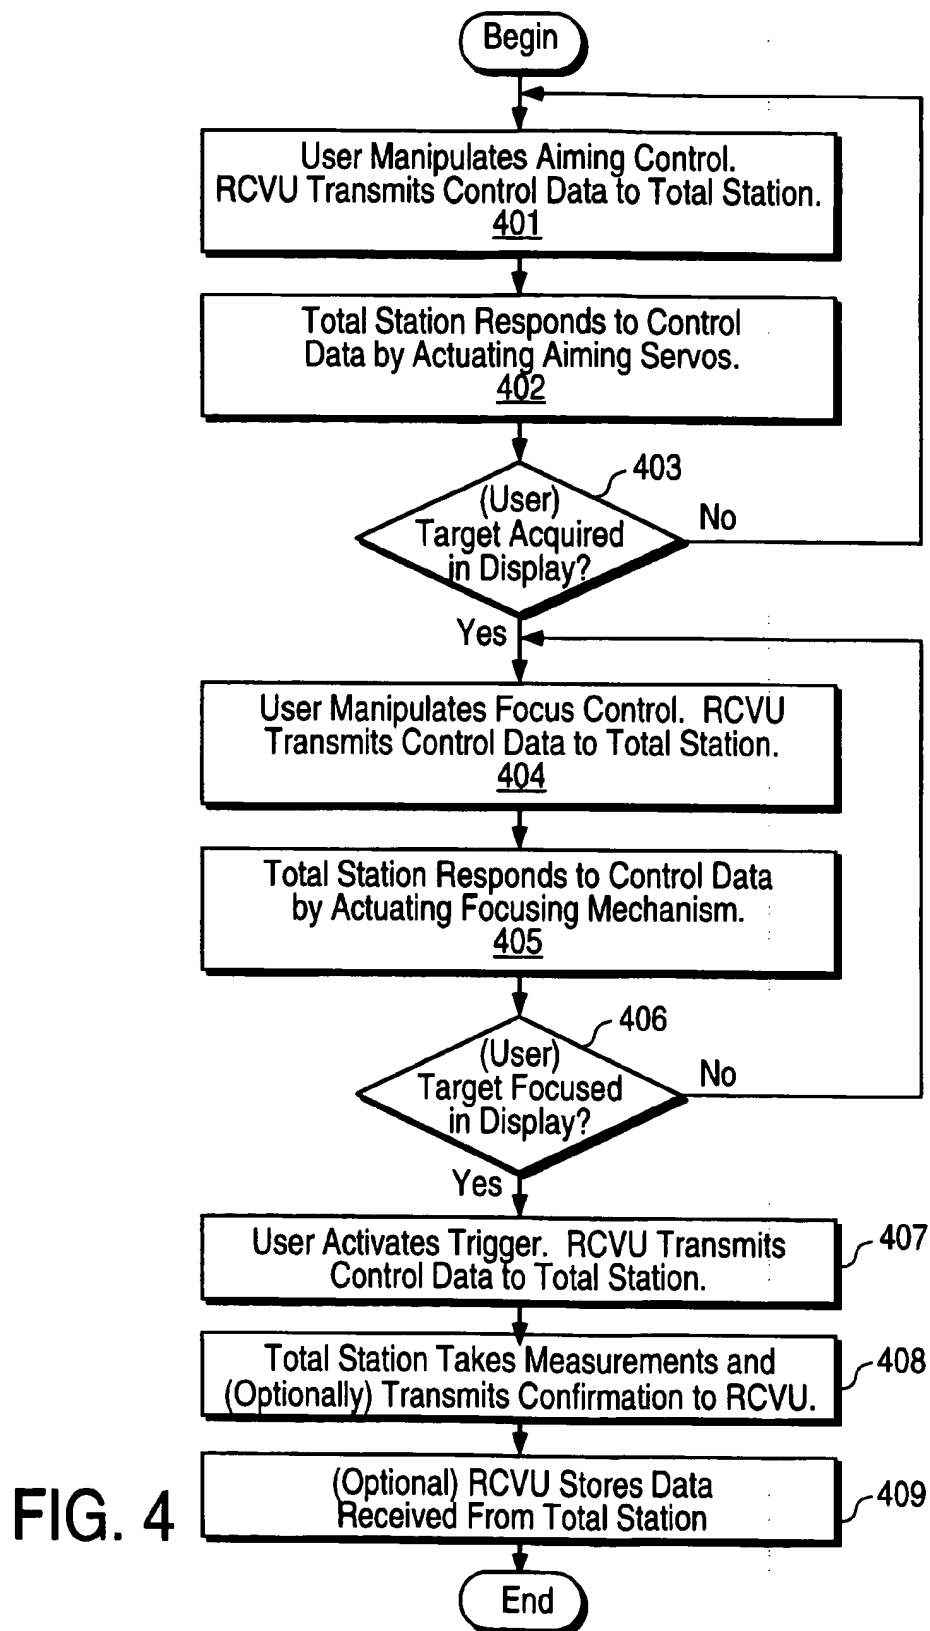 Begin
User Manipulates Aiming Control.
RCVU Transmits Control Data to Total Station.
401
Total Station Responds to Control
Data by Actuating Aiming Servos.
402
403
(User)
Target Acquired
in Display?
No
Yes
User Manipulates Focus Control. RCVU
Transmits Control Data to Total Station.
404
Total Station Responds to Control Data
by Actuating Focusing Mechanism.
405
406
(User)
Target Focused
in Display?
No
Yes
User Activates Trigger. RCVU Transmits
Control Data to Total Station.
407
Total Station Takes Measurements and
(Optionally) Transmits Confirmation to RCVU.
408
(Optional) RCVU Stores Data
Received From Total Station
409
FIG. 4
End